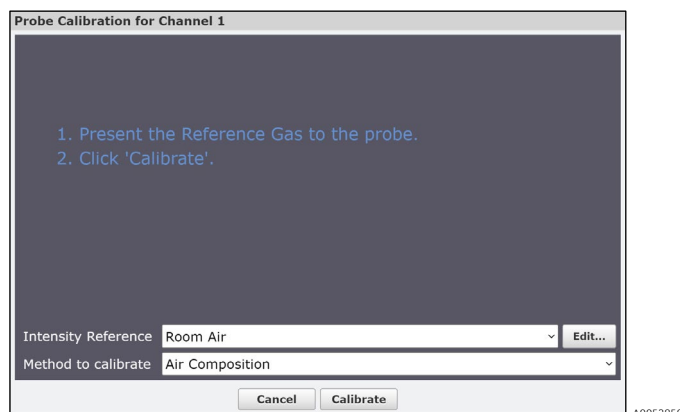 Probe Calibration for Channel 1
1. Present the Reference Gas to the probe.
2. Click 'Calibrate'.
Intensity Reference Room Air Edit...
Method to calibrate Air Composition
Cancel Calibrate